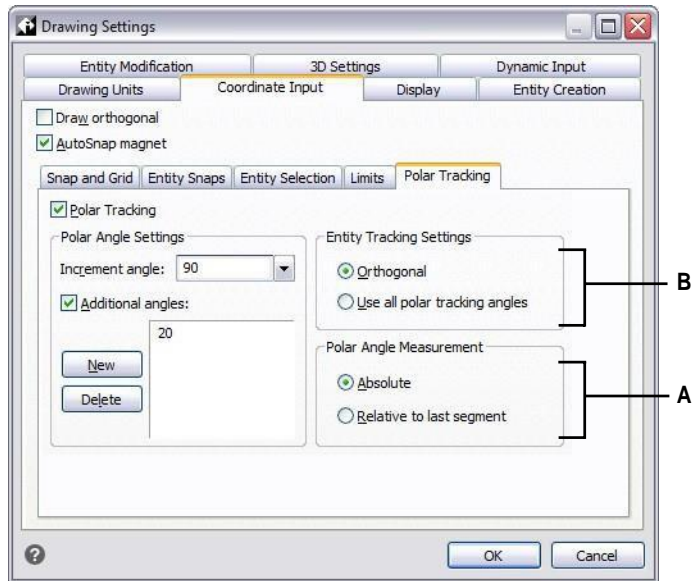 Drawing Settings
Entity Modification 3D Settings Dynamic Input
Drawing Units Coordinate Input Display Entity Creation
Draw orthogonal
AutoSnap magnet
Snap and Grid Entity Snaps Entity Selection Limits Polar Tracking
Polar Tracking
Polar Angle Settings
Increment angle: 90
Additional angles:
20
New
Delete
Entity Tracking Settings
Orthogonal
Use all polar tracking angles
B
Polar Angle Measurement
Absolute
Relative to last segment
A
?
OK Cancel